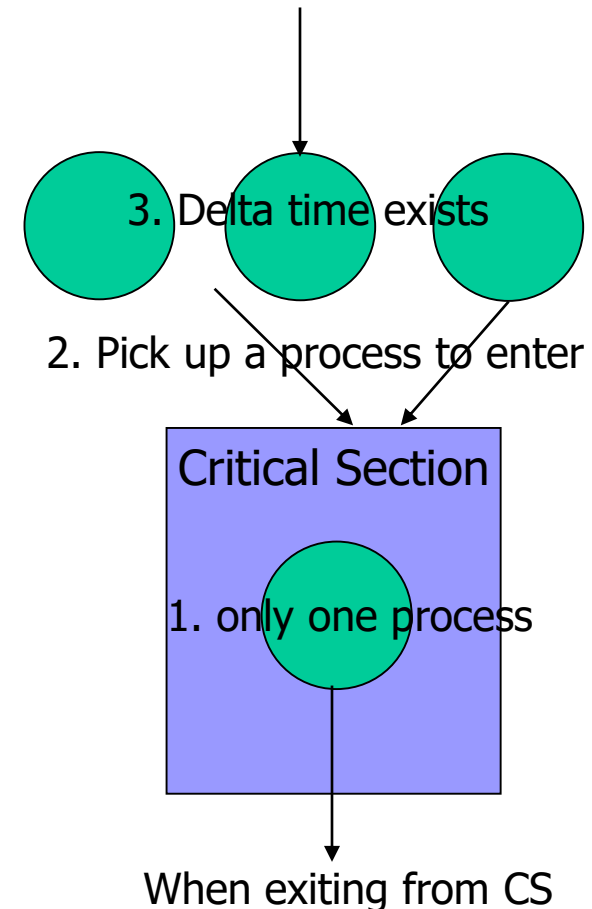 3. Delta time exists
2. Pick up a process to enter
Critical Section
1. only one process
When exiting from CS